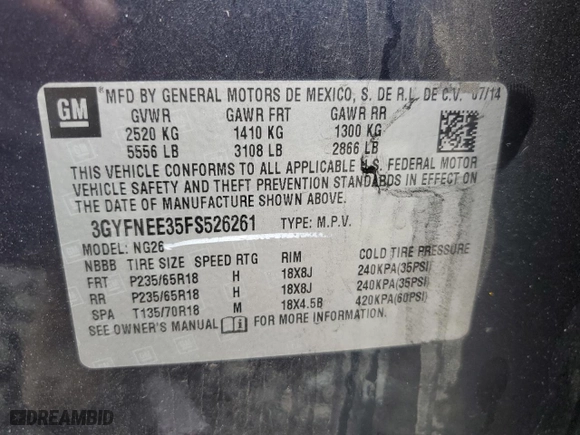 GM
MFD BY GENERAL MOTORS DE MEXICO, S. DE R.L. DE C.V. 07/14
GVWR GAWR FRT GAWR RR
2520 KG 1410 KG 1300 KG
5556 LB 3108 LB 2866 LB
THIS VEHICLE CONFORMS TO ALL APPLICABLE U.S. FEDERAL MOTOR
VEHICLE SAFETY AND THEFT PREVENTION STANDARDS IN EFFECT ON THE
DATE OF MANUFACTURE SHOWN ABOVE.
3GYFNEE35FS526261 TYPE: M.P.V.
MODEL: NG26
NBBB TIRE SIZE SPEED RTG RIM COLD TIRE PRESSURE
FRT P235/65R18 H 18X8J 240KPA(35PSI)
RR P235/65R18 H 18X8J 240KPA(35PSI)
SPA T135/70R18 M 18X4.5B 420KPA(60PSI)
SEE OWNER'S MANUAL FOR MORE INFORMATION.
DREAMBID